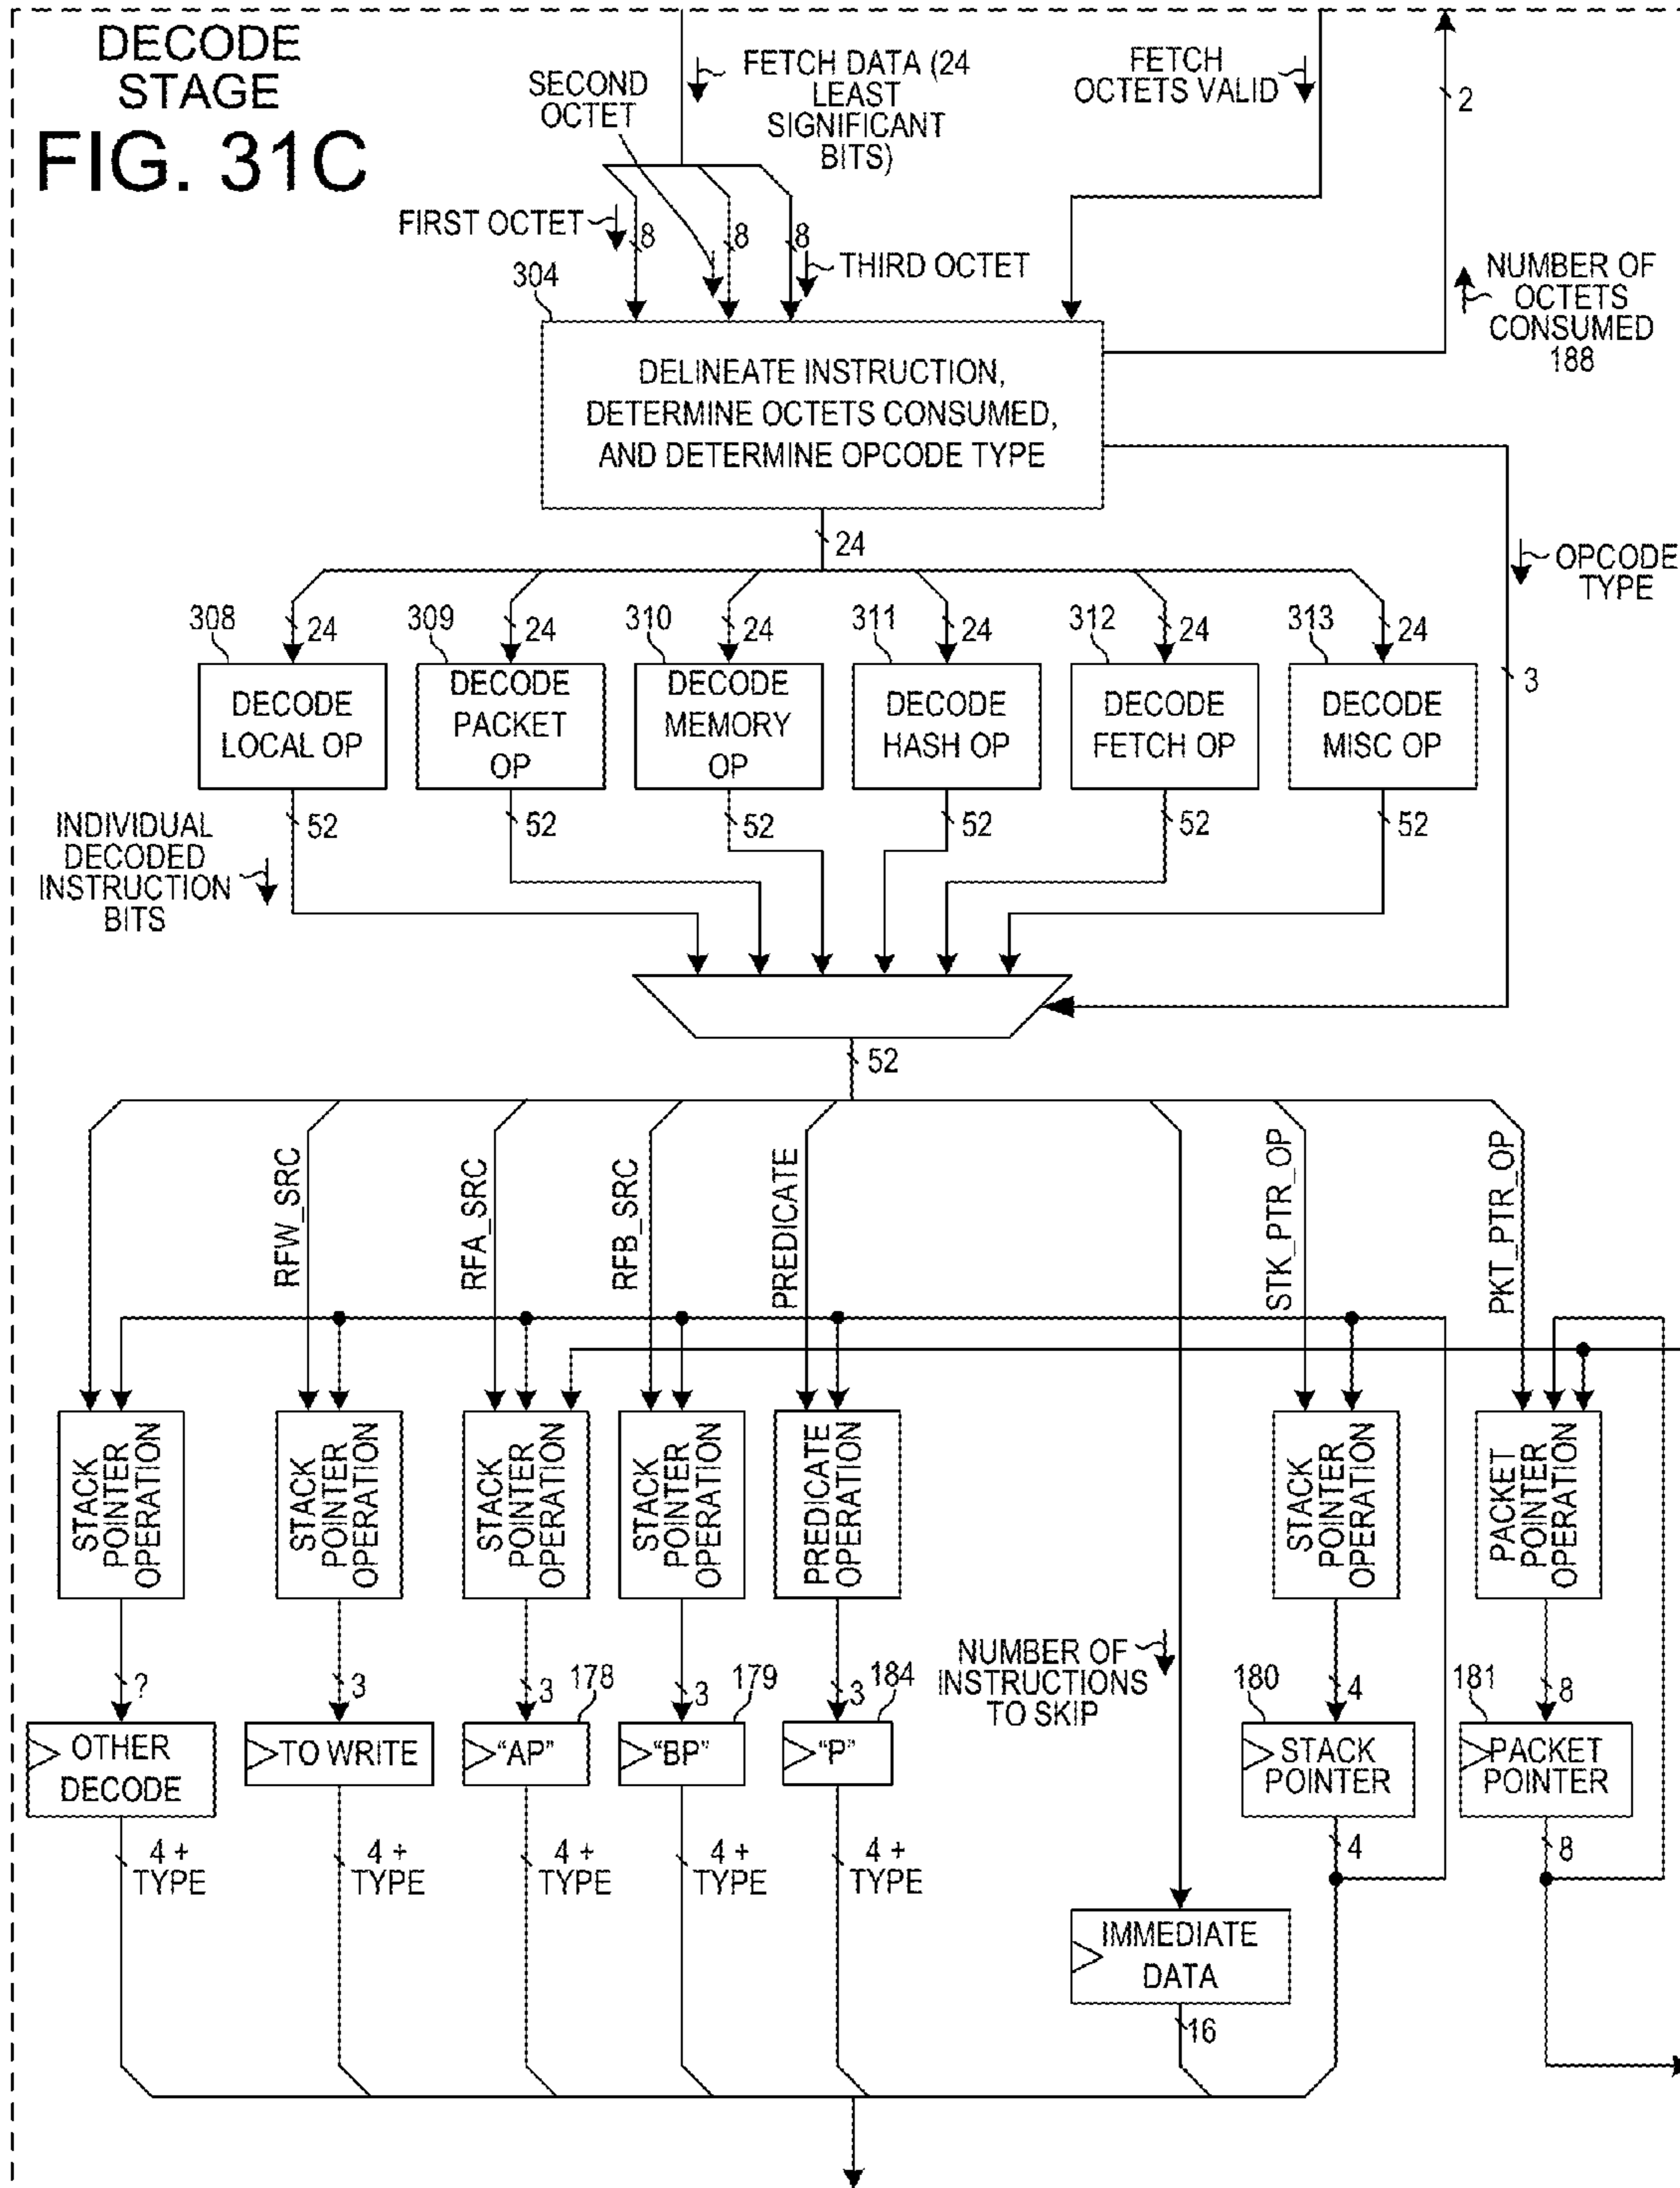 DECODE
STAGE
FIG. 31C
SECOND
OCTET
FETCH DATA (24
LEAST
SIGNIFICANT
BITS)
FETCH
OCTETS VALID
2
FIRST OCTET
8
8
8
THIRD OCTET
304
NUMBER OF
OCTETS
CONSUMED
188
DELINEATE INSTRUCTION,
DETERMINE OCTETS CONSUMED,
AND DETERMINE OPCODE TYPE
24
OPCODE
TYPE
308
24
309
24
310
24
311
24
312
24
313
24
3
DECODE
LOCAL OP
DECODE
PACKET
OP
DECODE
MEMORY
OP
DECODE
HASH OP
DECODE
FETCH OP
DECODE
MISC OP
INDIVIDUAL
DECODED
INSTRUCTION
BITS
52
52
52
52
52
52
52
RFW_SRC
RFA_SRC
RFB_SRC
PREDICATE
STK_PTR_OP
PKT_PTR_OP
STACK
POINTER
OPERATION
STACK
POINTER
OPERATION
STACK
POINTER
OPERATION
STACK
POINTER
OPERATION
PREDICATE
OPERATION
STACK
POINTER
OPERATION
PACKET
POINTER
OPERATION
NUMBER OF
INSTRUCTIONS
TO SKIP
?
3
3
178
3
179
3
184
180
4
181
8
OTHER
DECODE
TO WRITE
“AP”
“BP”
“P”
STACK
POINTER
PACKET
POINTER
4 +
TYPE
4 +
TYPE
4 +
TYPE
4 +
TYPE
4 +
TYPE
4
8
IMMEDIATE
DATA
16